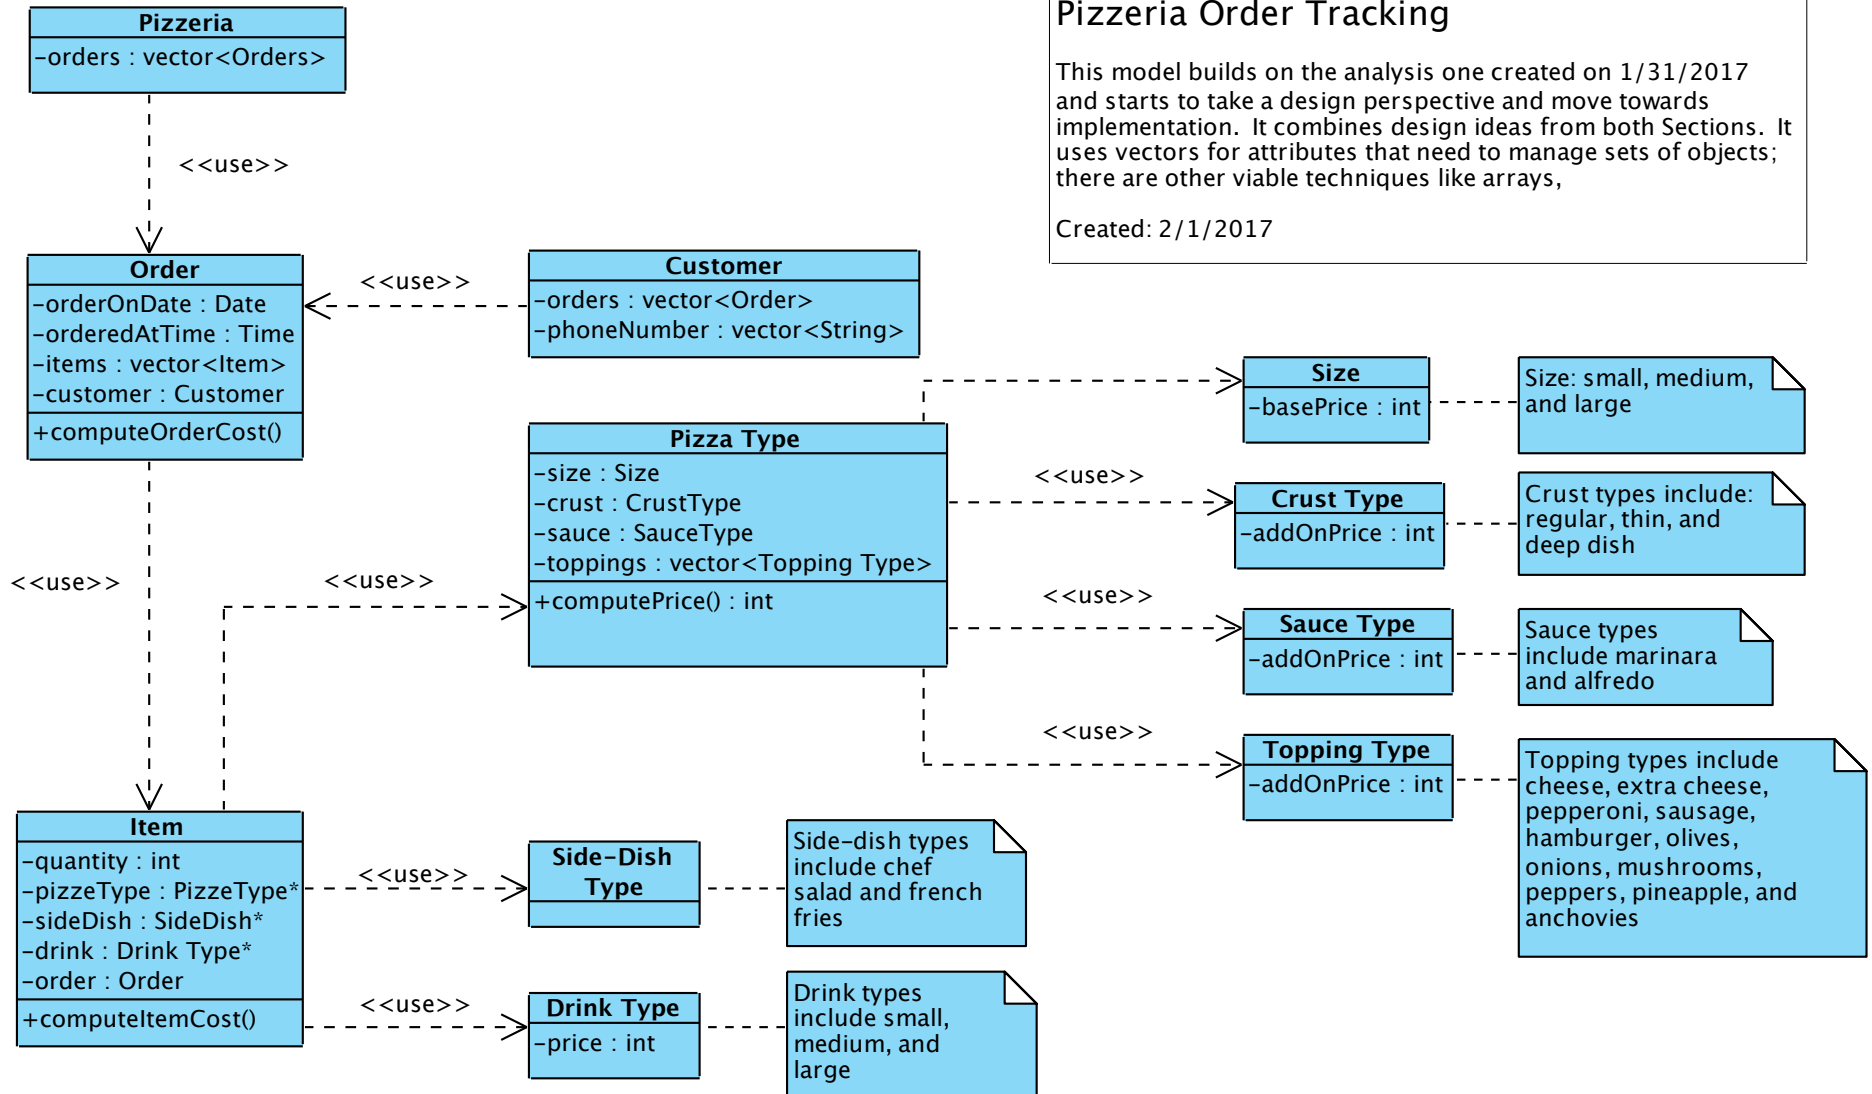 Pizzeria
-orders : vector<Orders>
<<use>>
Pizzeria Order Tracking
This model builds on the analysis one created on 1/31/2017
and starts to take a design perspective and move towards
implementation. It combines design ideas from both Sections. It
uses vectors for attributes that need to manage sets of objects;
there are other viable techniques like arrays,
Created: 2/1/2017
Order
-orderOnDate : Date
-orderedAtTime : Time
-items : vector<Item>
-customer : Customer
+computeOrderCost()
<<use>>
Customer
-orders : vector<Order>
-phoneNumber : vector<String>
<<use>>
<<use>>
Pizza Type
-size : Size
-crust : CrustType
-sauce : SauceType
-toppings : vector<Topping Type>
+computePrice() : int
Size
-basePrice : int
Size: small, medium,
and large
<<use>>
Crust Type
-addOnPrice : int
Crust types include:
regular, thin, and
deep dish
<<use>>
Sauce Type
-addOnPrice : int
Sauce types
include marinara
and alfredo
<<use>>
Topping Type
-addOnPrice : int
Topping types include
cheese, extra cheese,
pepperoni, sausage,
hamburger, olives,
onions, mushrooms,
peppers, pineapple, and
anchovies
Item
-quantity : int
-pizzeType : PizzeType*
-sideDish : SideDish*
-drink : Drink Type*
-order : Order
+computeItemCost()
<<use>>
Side-Dish
Type
Side-dish types
include chef
salad and french
fries
<<use>>
Drink Type
-price : int
Drink types
include small,
medium, and
large